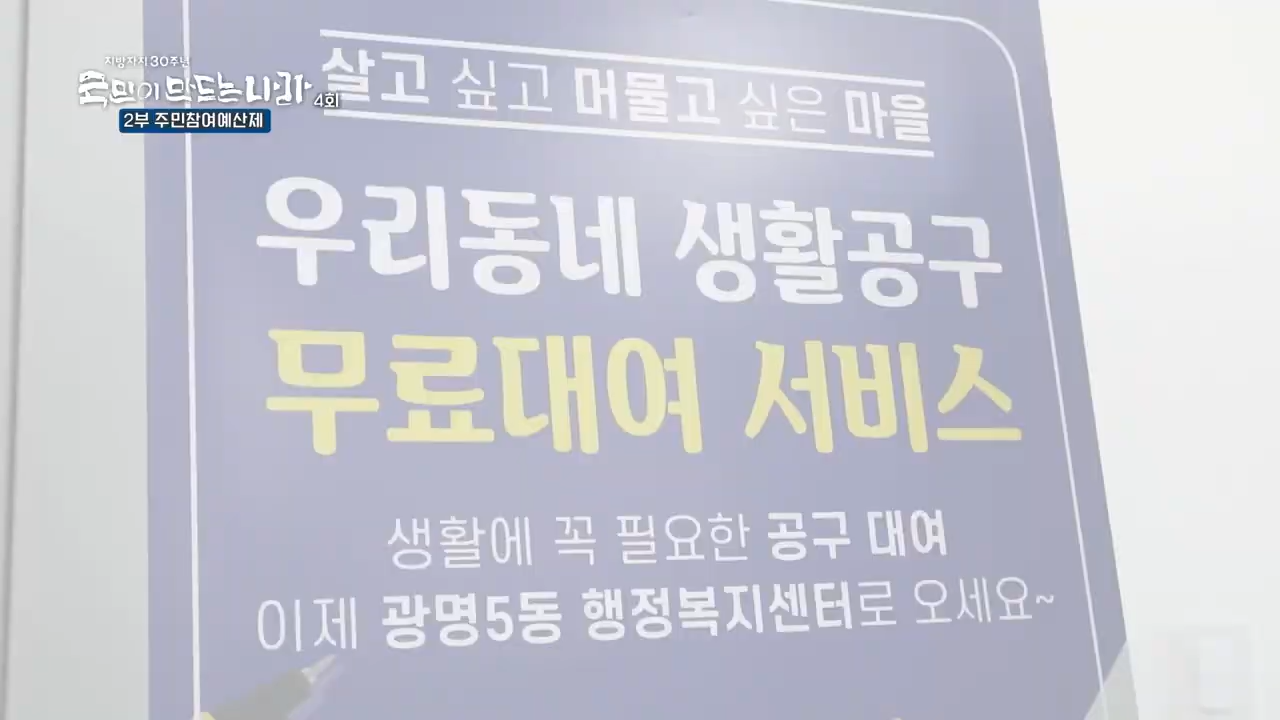 지방자치 30주년
국민이 만드는 나라 4회
2부 주민참여예산제
살고 싶고 머물고 싶은 마을
우리동네 생활공구
무료대여 서비스
생활에 꼭 필요한 공구 대여
이제 광명5동 행정복지센터로 오세요~